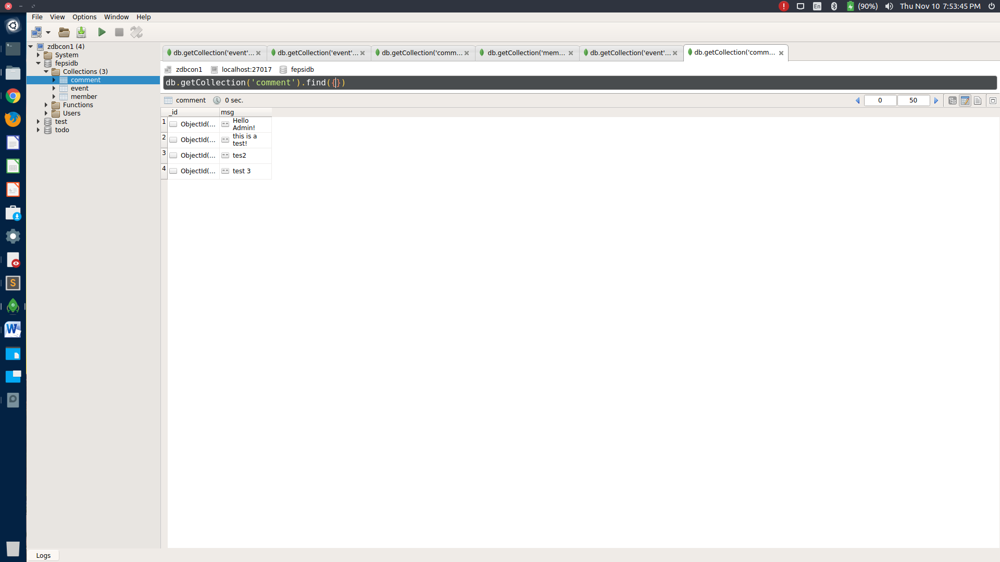 En
(90%)
Thu Nov 10 7:53:45 PM
File View Options Window Help
zdbcon1 (4)
System
fepsidb
Collections (3)
comment
event
member
Functions
Users
test
todo
db.getCollection('event'...
db.getCollection('event'...
db.getCollection('comm...
db.getCollection('mem...
db.getCollection('event'...
db.getCollection('comm...
zdbcon1 localhost:27017 fepsidb
db.getCollection('comment').find({})
comment 0 sec.
0 50
_id msg
1 ObjectId(... "" Hello
Admin!
2 ObjectId(... "" this is a
test!
3 ObjectId(... "" tes2
4 ObjectId(... "" test 3
S
W
Logs